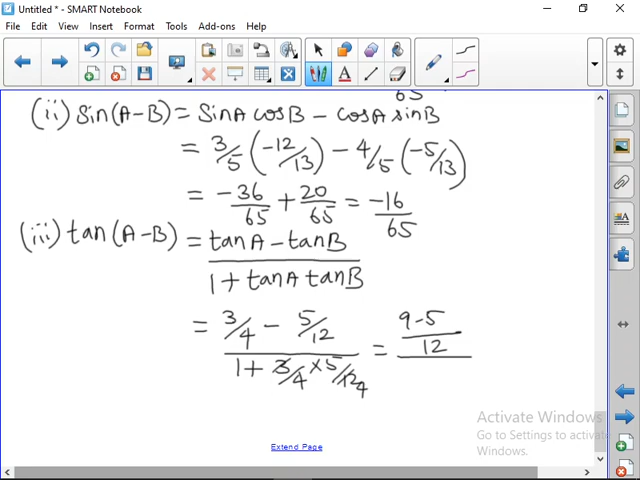 Untitled * - SMART Notebook
File Edit View Insert Format Tools Add-ons Help
65
(ii) Sin(A-B) = SinA cosB - cosA sinB
= 3/5 (-12/13) - 4/5 (-5/13)
= -36/65 + 20/65 = -16/65
(iii) tan(A-B) = tanA - tanB / 1 + tanA tanB
= 3/4 - 5/12 / 1 + 3/4 × 5/12 4 = 9-5 / 12
Extend Page
Activate Windows
Go to Settings to activate
Windows.